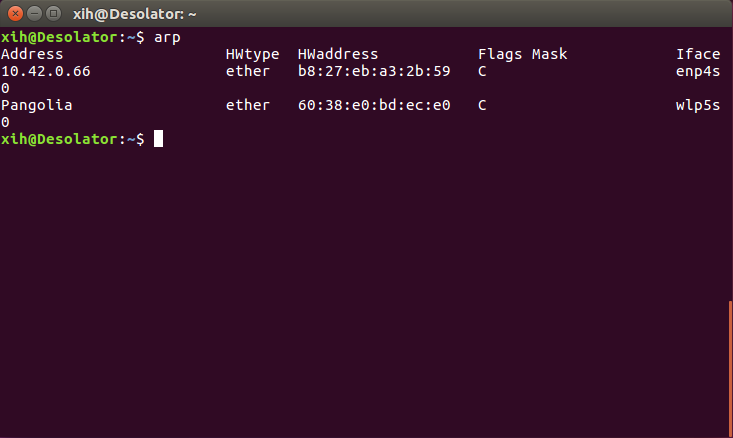 xih@Desolator: ~
xih@Desolator:~$ arp
Address                  HWtype  HWaddress           Flags Mask            Iface
10.42.0.66               ether   b8:27:eb:a3:2b:59   C                     enp4s
0
Pangolia                 ether   60:38:e0:bd:ec:e0   C                     wlp5s
0
xih@Desolator:~$